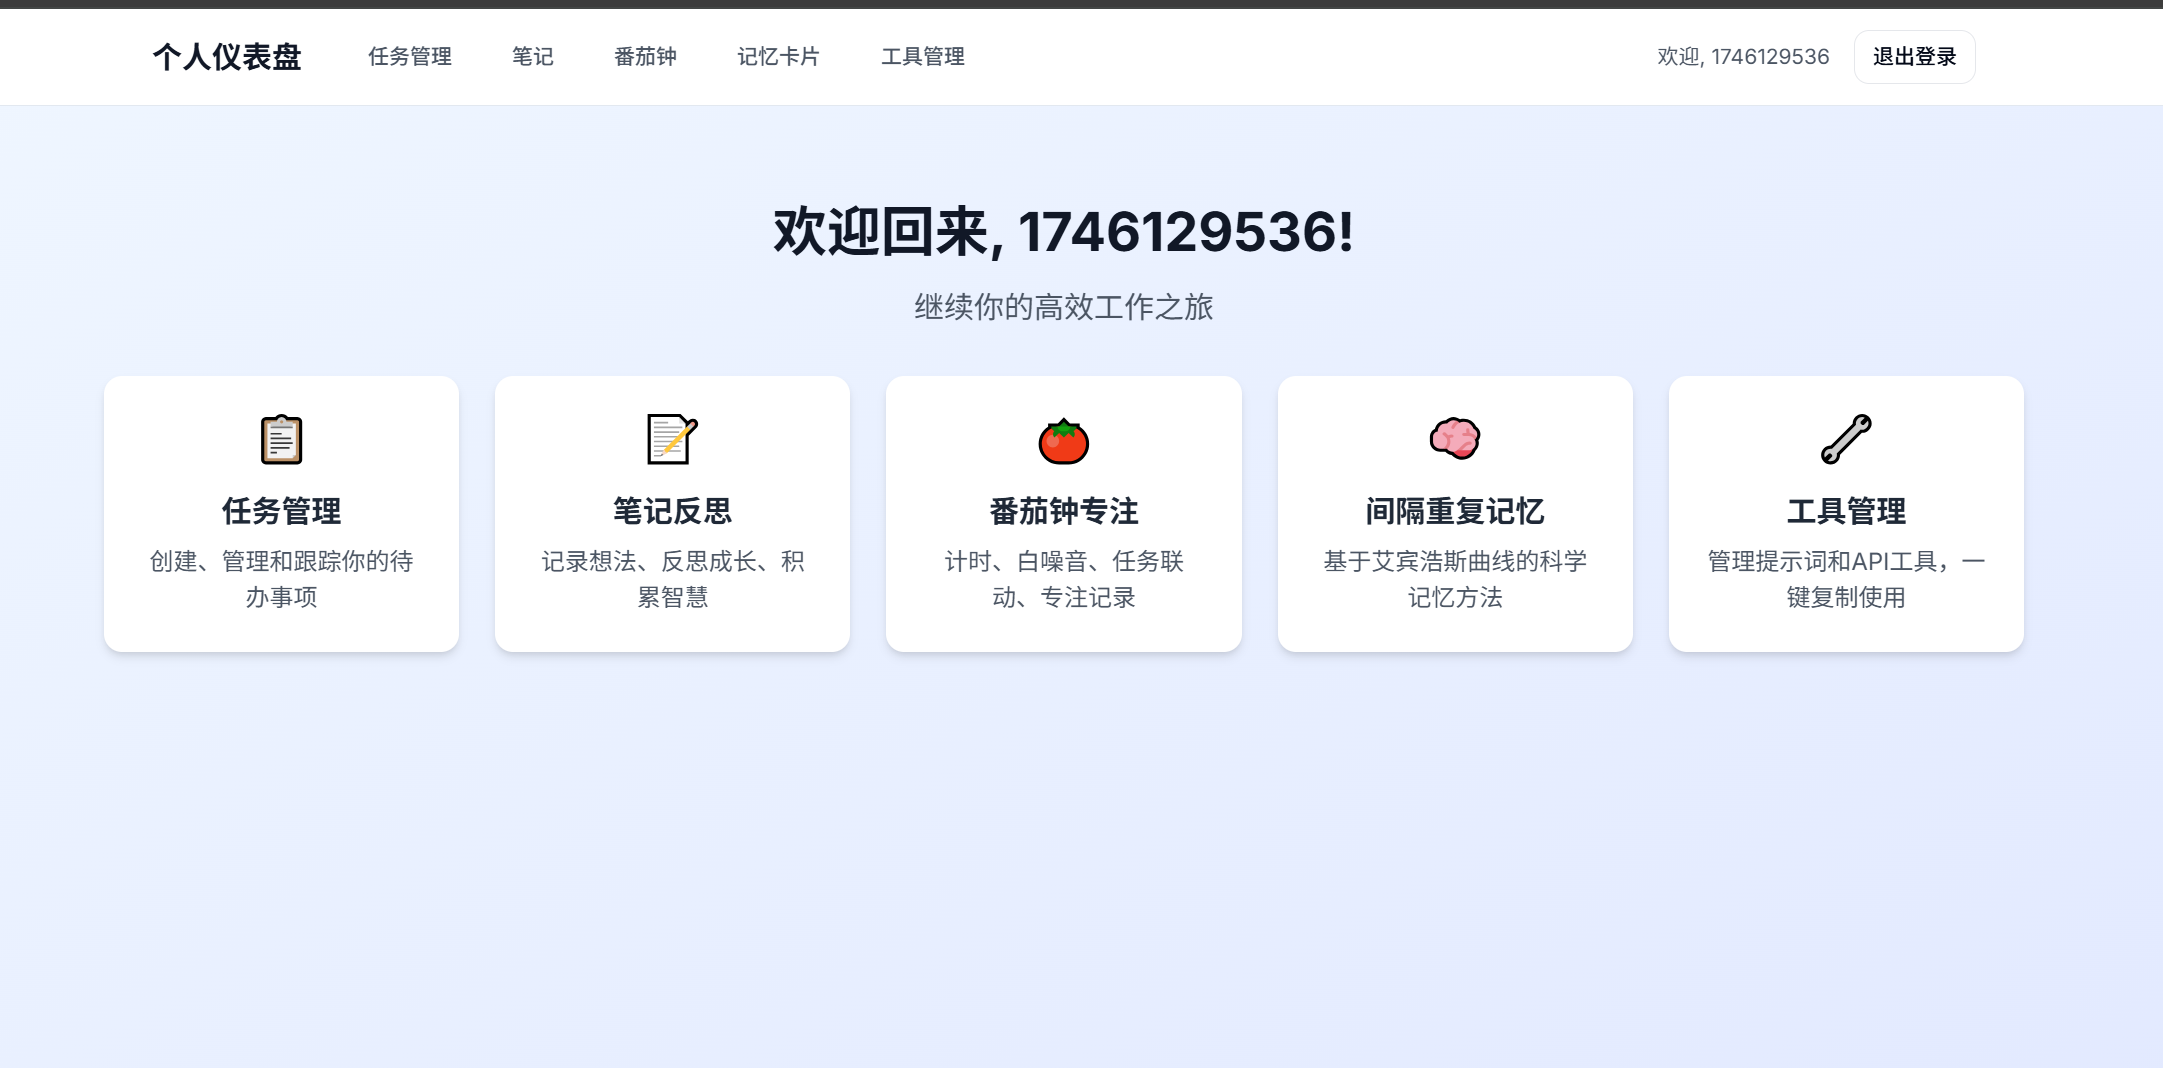 个人仪表盘 任务管理 笔记 番茄钟 记忆卡片 工具管理 欢迎, 1746129536 退出登录
欢迎回来, 1746129536!
继续你的高效工作之旅
任务管理
创建、管理和跟踪你的待
办事项
笔记反思
记录想法、反思成长、积
累智慧
番茄钟专注
计时、白噪音、任务联
动、专注记录
间隔重复记忆
基于艾宾浩斯曲线的科学
记忆方法
工具管理
管理提示词和API工具，一
键复制使用